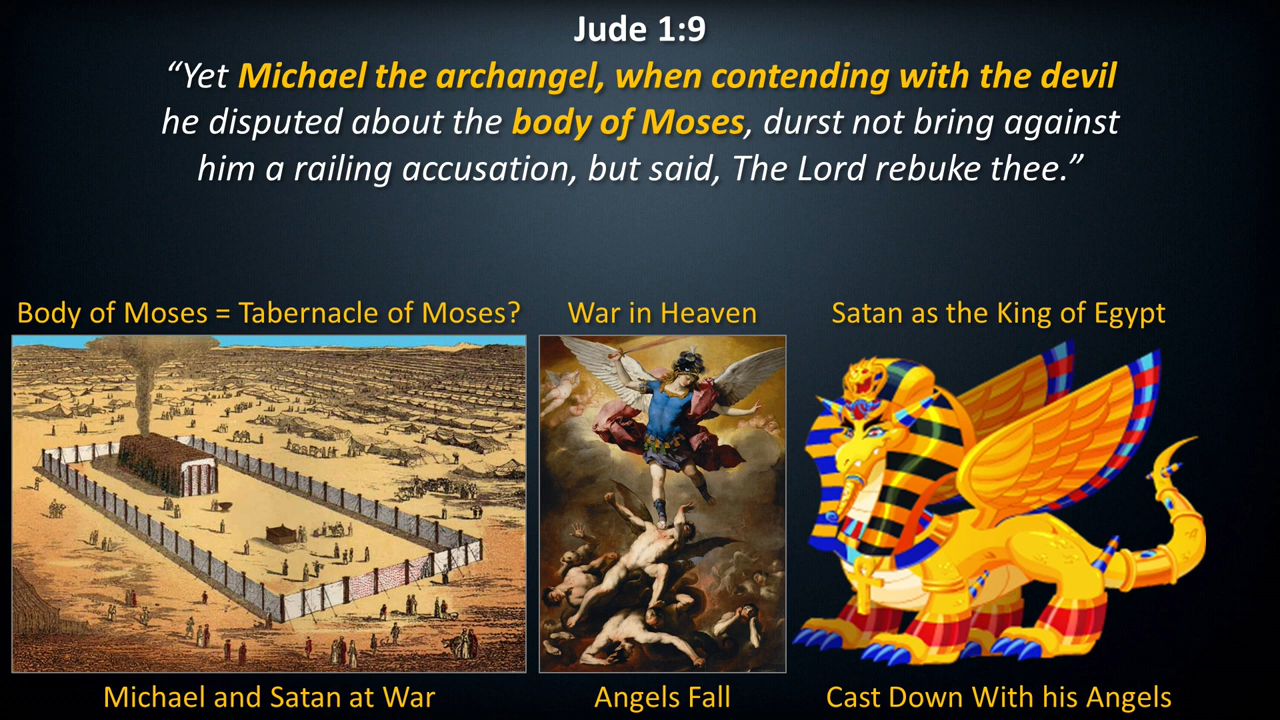 Jude 1:9
“Yet Michael the archangel, when contending with the devil
he disputed about the body of Moses, durst not bring against
him a railing accusation, but said, The Lord rebuke thee.”
Body of Moses = Tabernacle of Moses?
War in Heaven
Satan as the King of Egypt
Michael and Satan at War
Angels Fall
Cast Down With his Angels